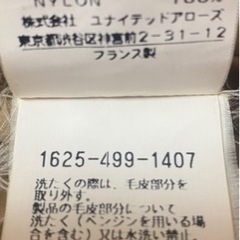 NYLON 100%
株式会社 ユナイテッドアローズ
東京都渋谷区神宮前2-31-12
フランス製
1625-499-1407
洗たくの際は、毛皮部分を
取り外す。
製品の毛皮部分について
洗たく(ベンジンを用いる場
合を含む)又は水洗い禁止。